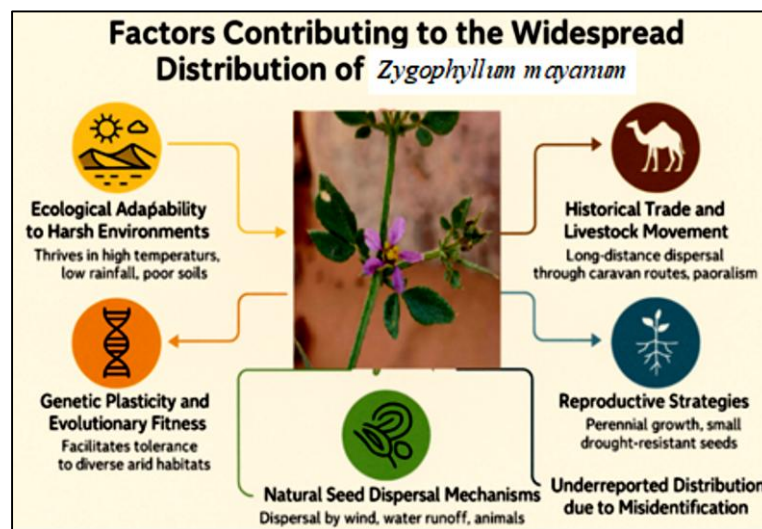 Factors Contributing to the Widespread
Distribution of Zygophyllum mayanum
Ecological Adapability
to Harsh Environments
Thrives in high temperaturs,
low rainfall, poor soils
Historical Trade and
Livestock Movement
Long-distance dispersal
through caravan routes, paoralism
Genetic Plasticity and
Evolutionary Fitness
Facilitates tolerance
to diverse arid habitats
Reproductive Strategies
Perennial growth, small
drought-resistant seeds
Natural Seed Dispersal Mechanisms
Dispersal by wind, water runoff, animals
Underreported Distribution
due to Misidentification